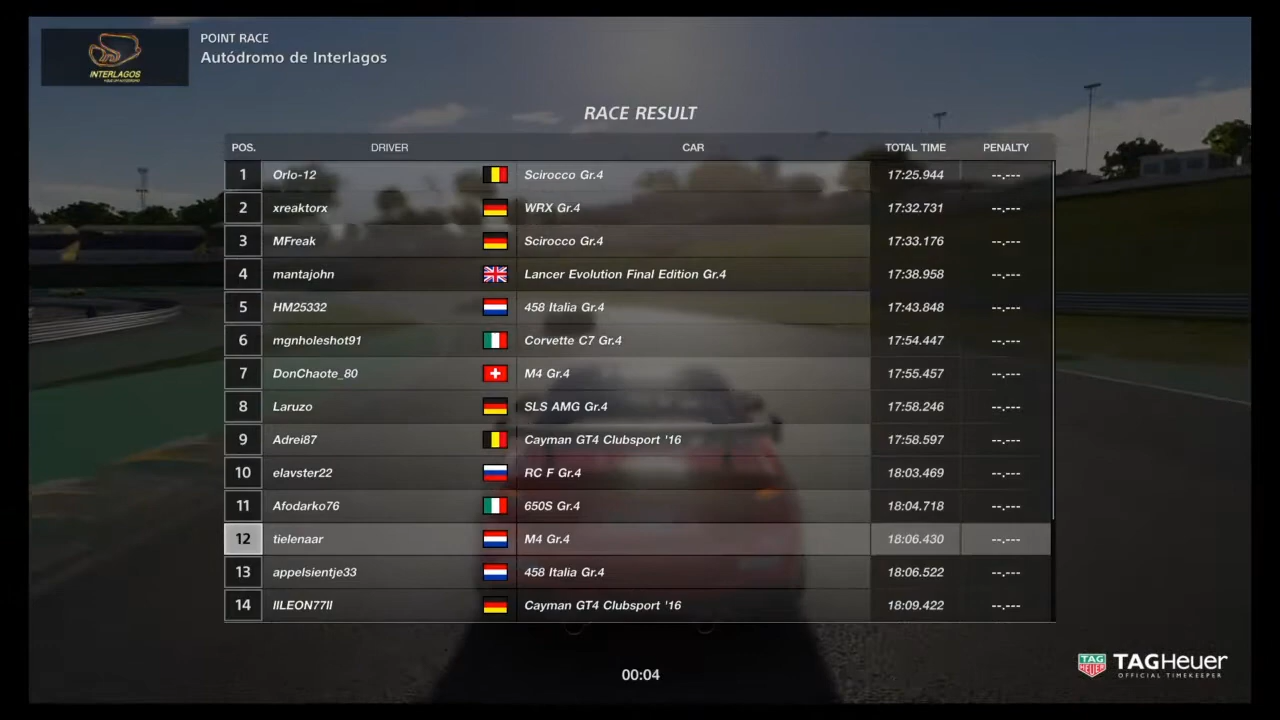 POINT RACE
Autódromo de Interlagos
INTERLAGOS
RACE RESULT
POS. DRIVER CAR TOTAL TIME PENALTY
1 Orlo-12 Scirocco Gr.4 17:25.944 --.---
2 xreaktorx WRX Gr.4 17:32.731 --.---
3 MFreak Scirocco Gr.4 17:33.176 --.---
4 mantajohn Lancer Evolution Final Edition Gr.4 17:38.958 --.---
5 HM25332 458 Italia Gr.4 17:43.848 --.---
6 mgnholeshot91 Corvette C7 Gr.4 17:54.447 --.---
7 DonChaote_80 M4 Gr.4 17:55.457 --.---
8 Laruzo SLS AMG Gr.4 17:58.246 --.---
9 Adrei87 Cayman GT4 Clubsport '16 17:58.597 --.---
10 elavster22 RC F Gr.4 18:03.469 --.---
11 Afodarko76 650S Gr.4 18:04.718 --.---
12 tielenaar M4 Gr.4 18:06.430 --.---
13 appelsientje33 458 Italia Gr.4 18:06.522 --.---
14 IILEON77II Cayman GT4 Clubsport '16 18:09.422 --.---
00:04
TAG HEUER TAGHeuer
OFFICIAL TIMEKEEPER